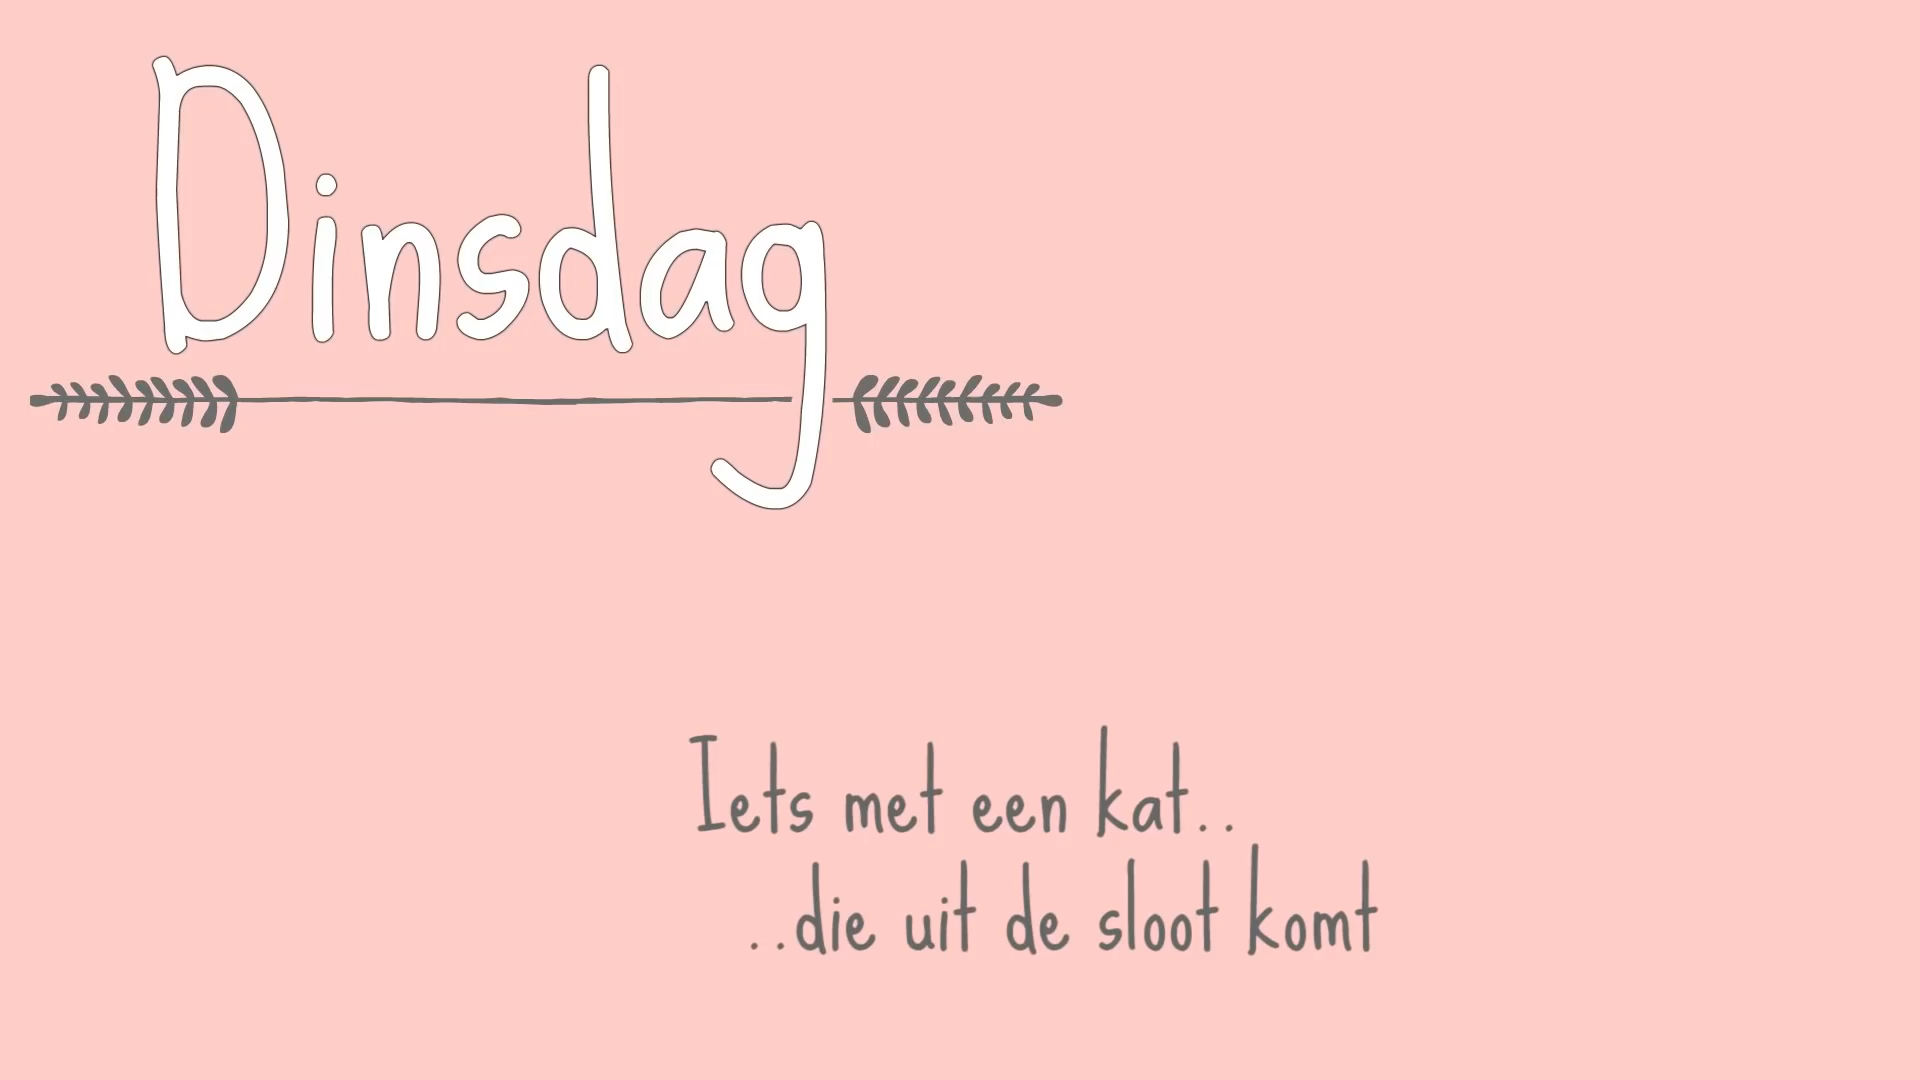 Dinsdag
Iets met een kat..
..die uit de sloot komt